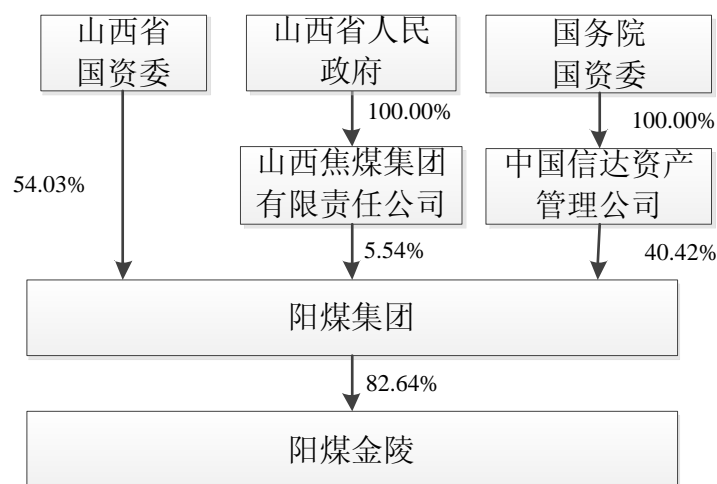 山西省
国资委
山西省人民
政府
国务院
国资委
100.00%
100.00%
54.03%
山西焦煤集团
有限责任公司
中国信达资产
管理公司
5.54%
40.42%
阳煤集团
82.64%
阳煤金陵